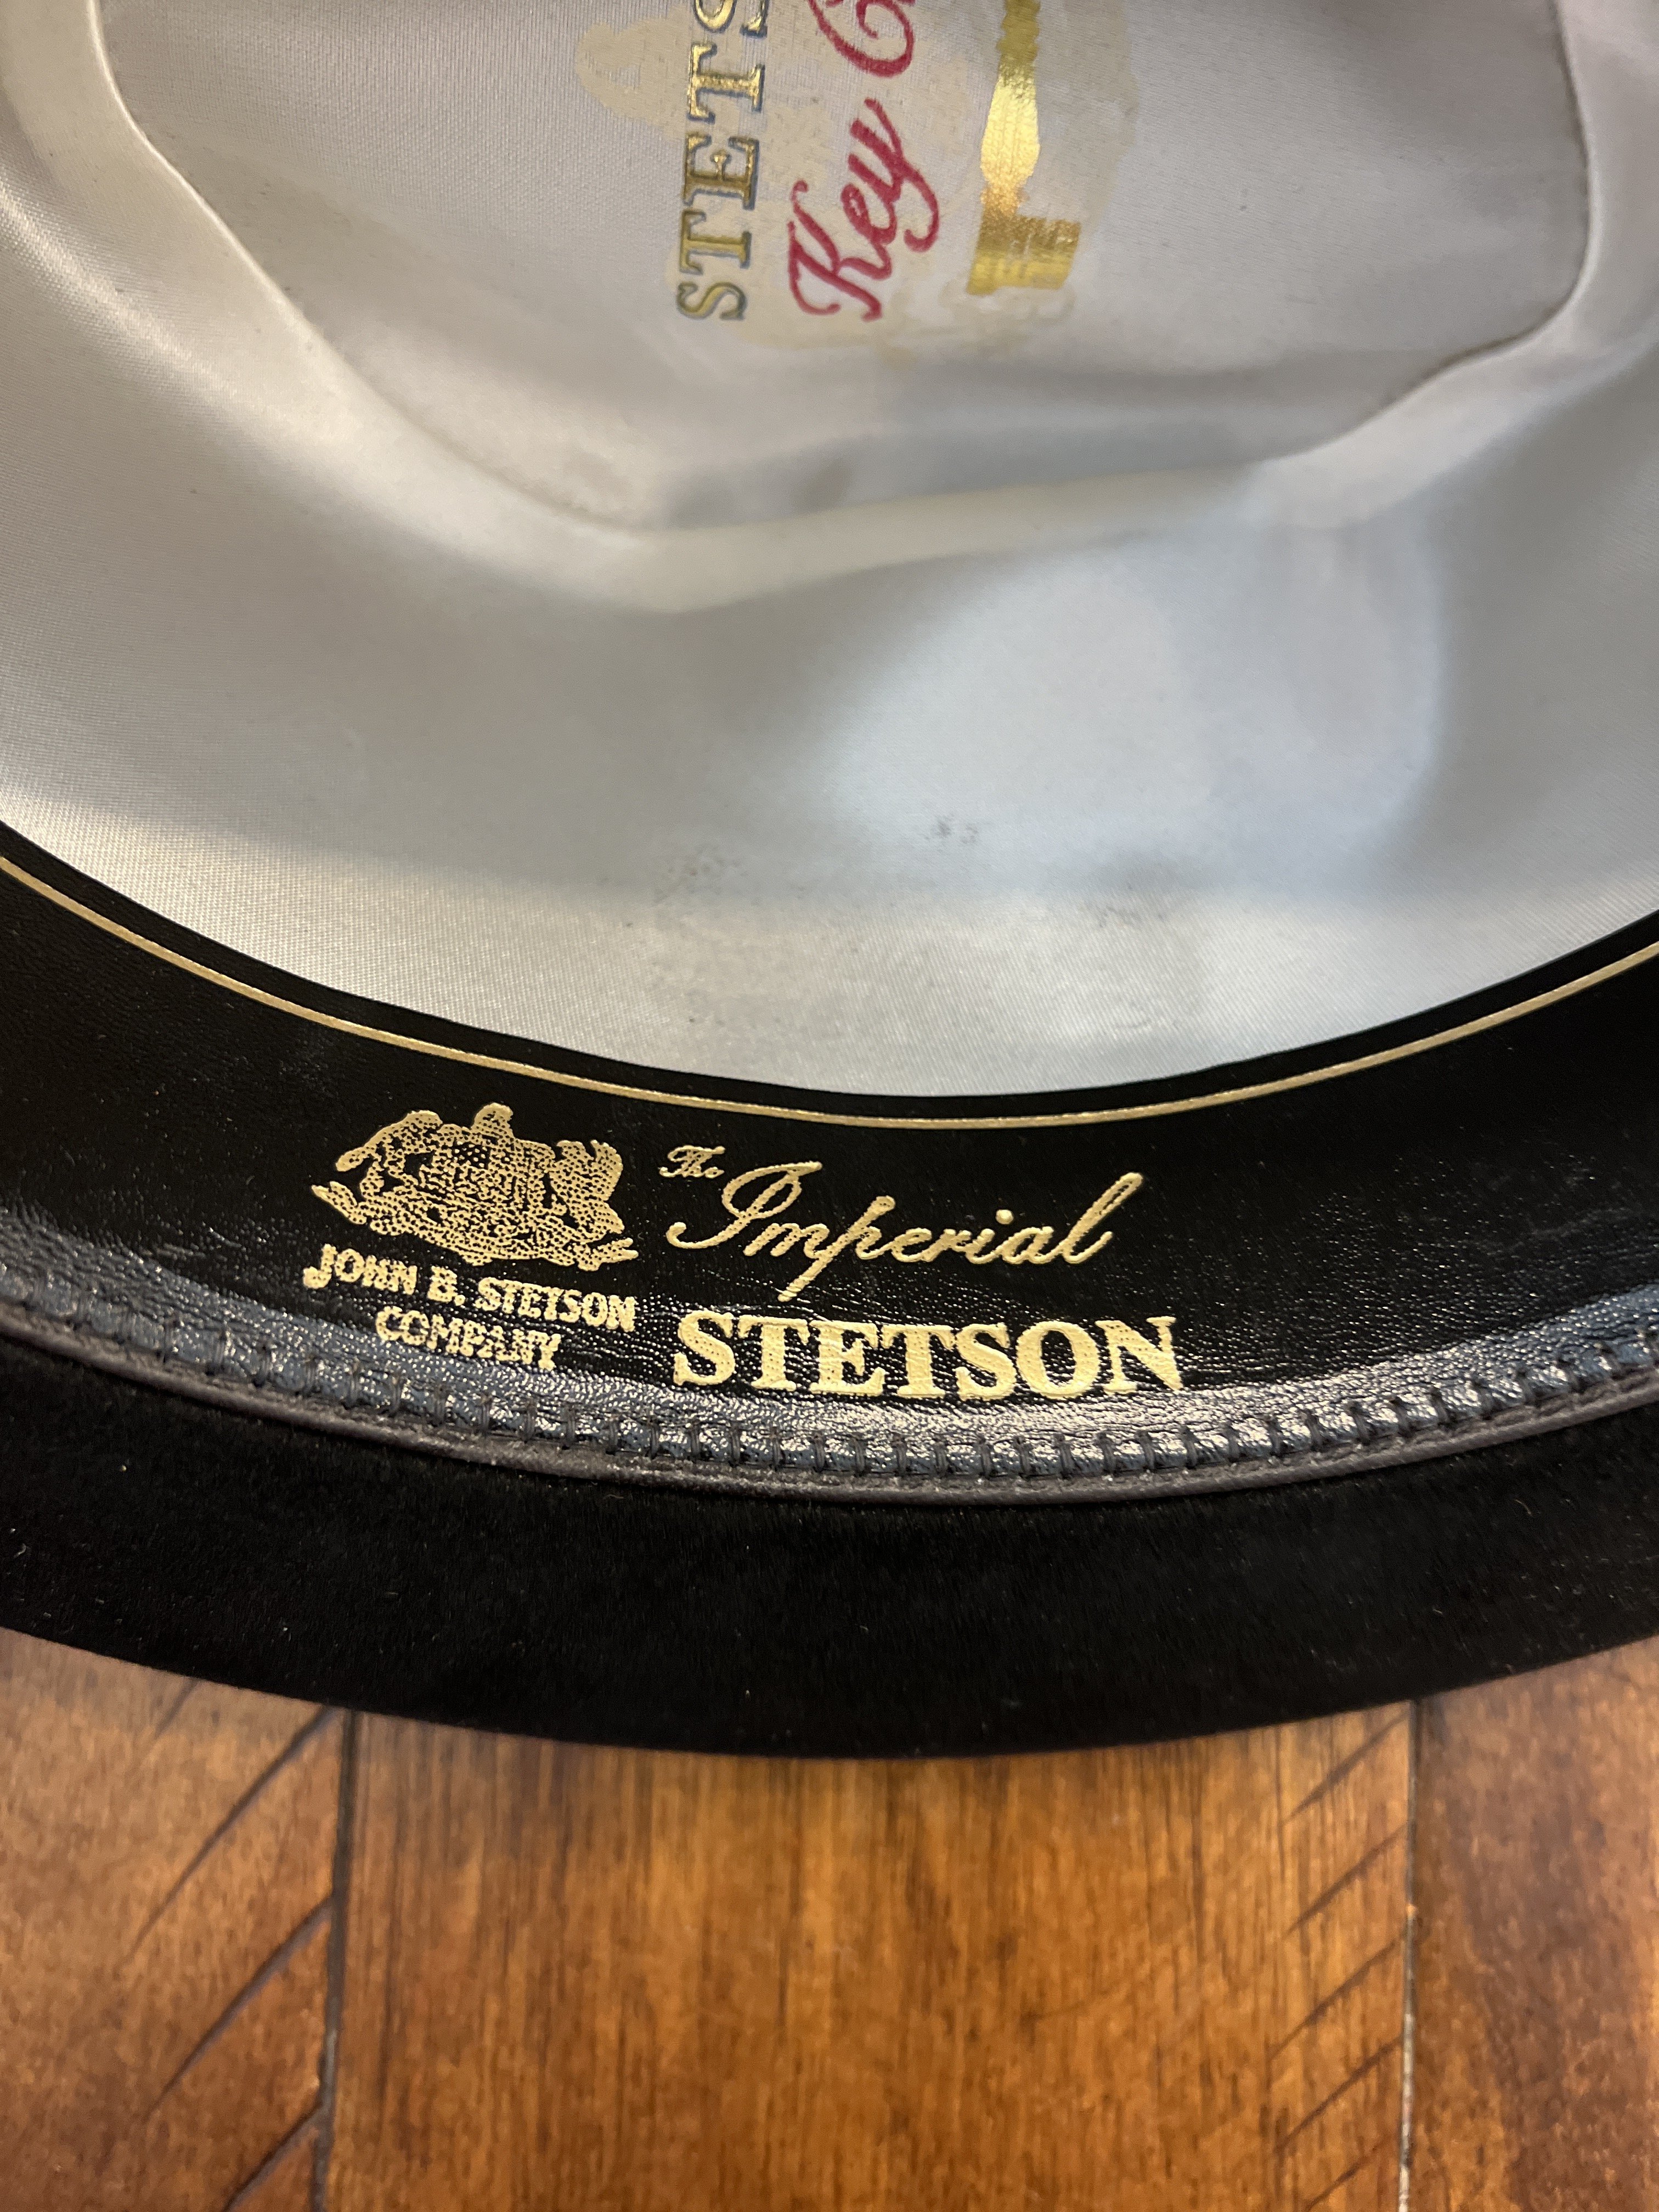 STETS
Key
The
Imperial
JOHN B. STETSON
COMPANY
STETSON